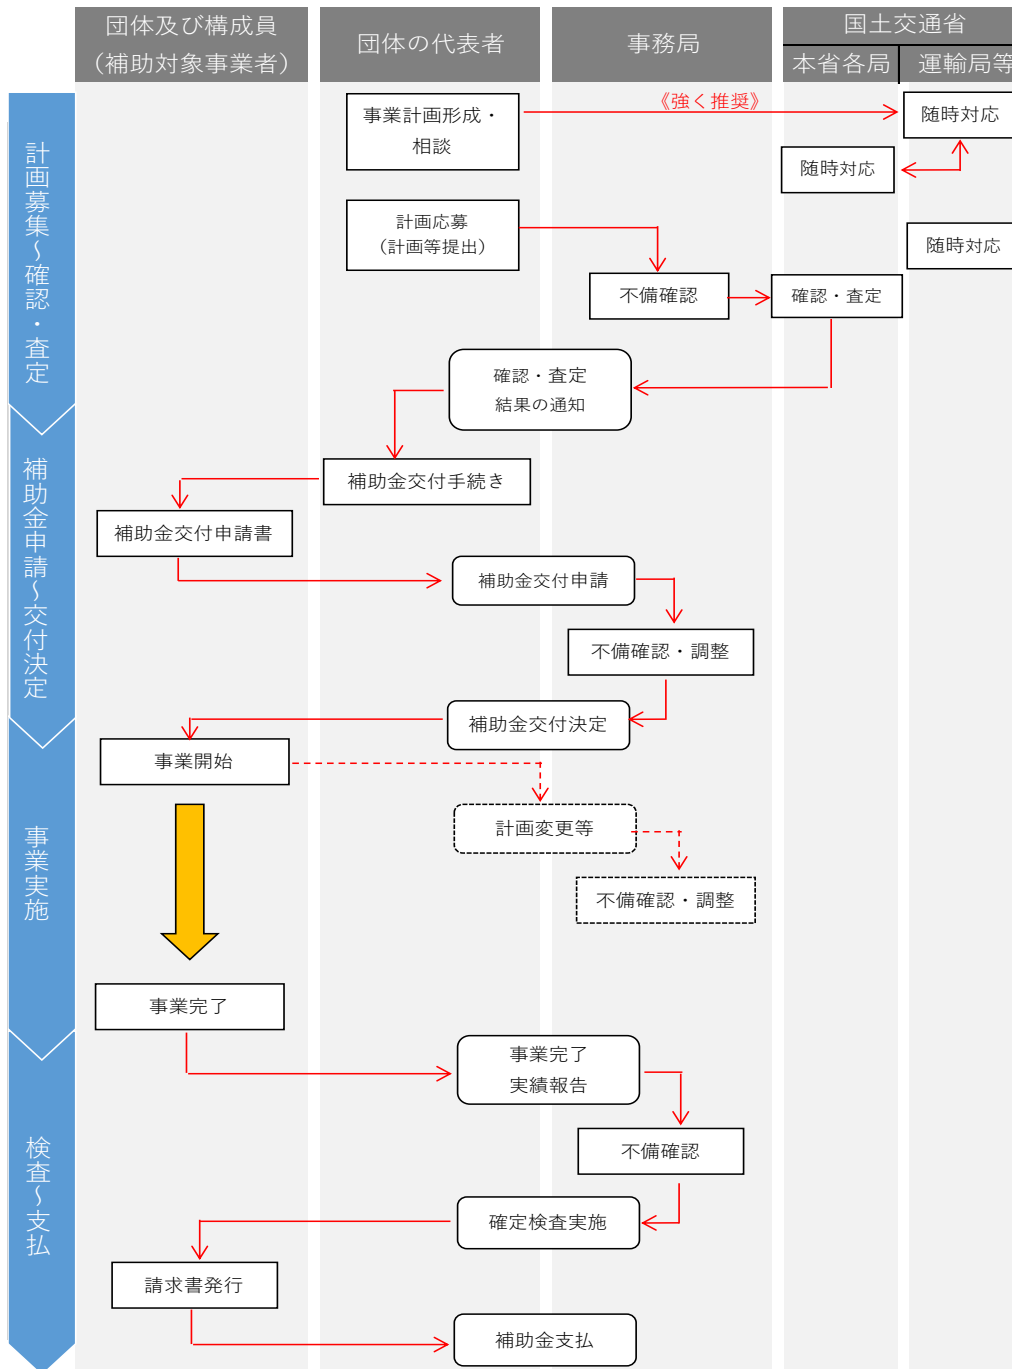 団体及び構成員
（補助対象事業者）
団体の代表者
事務局
国土交通省
本省各局
運輸局等
計画募集～確認・査定
事業計画形成・
相談
《強く推奨》
随時対応
随時対応
計画応募
（計画等提出）
随時対応
不備確認
確認・査定
確認・査定
結果の通知
補助金申請～交付決定
補助金交付手続き
補助金交付申請書
補助金交付申請
不備確認・調整
補助金交付決定
事業実施
事業開始
計画変更等
不備確認・調整
事業完了
検査～支払
事業完了
実績報告
不備確認
確定検査実施
請求書発行
補助金支払